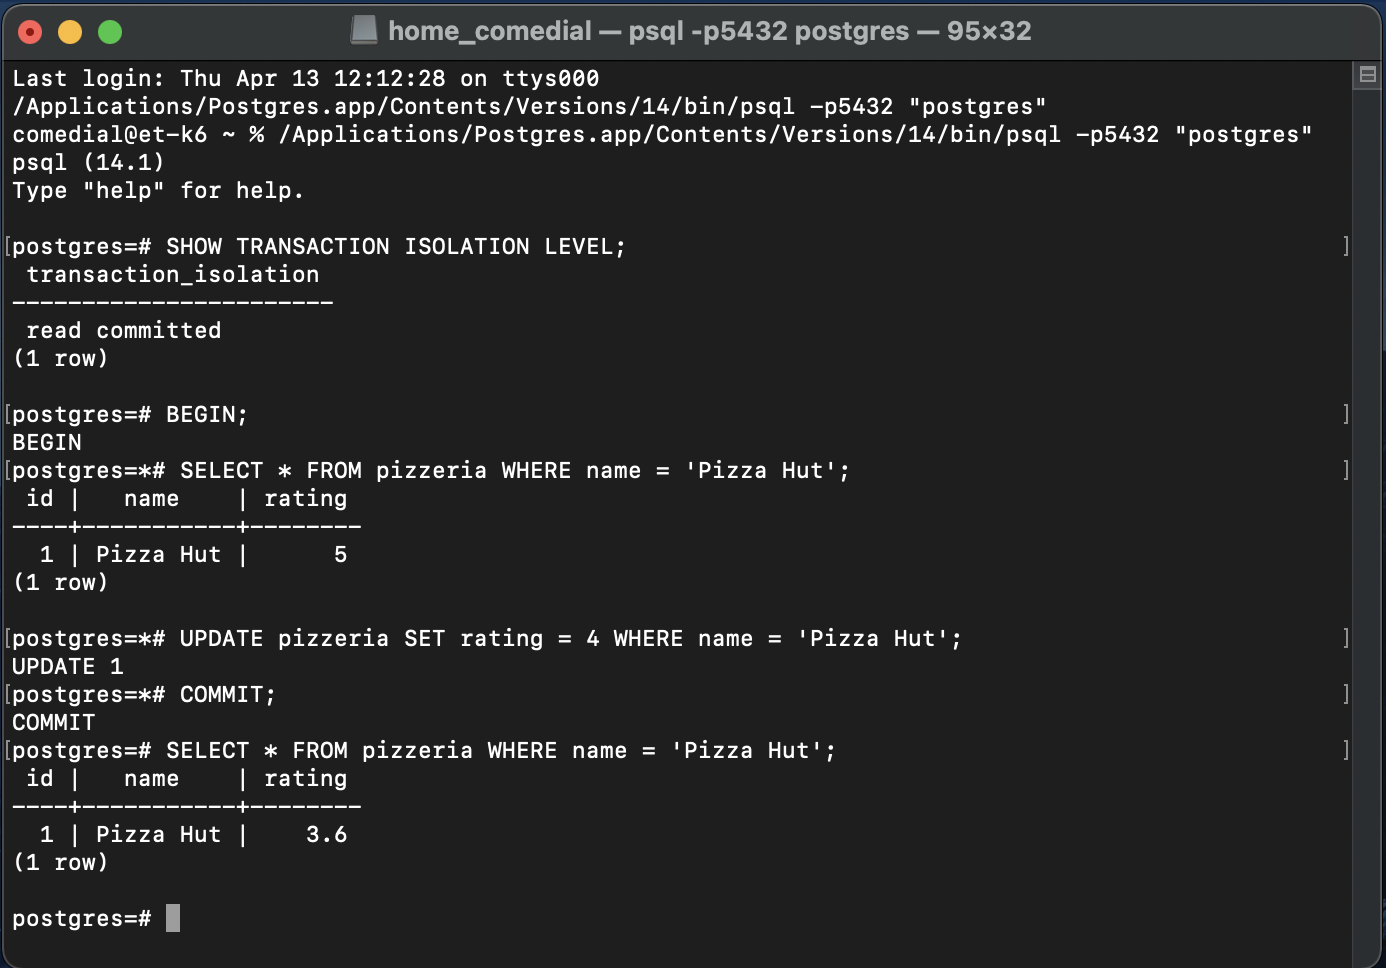 home_comedial — psql -p5432 postgres — 95×32
Last login: Thu Apr 13 12:12:28 on ttys000
/Applications/Postgres.app/Contents/Versions/14/bin/psql -p5432 "postgres"
comedial@et-k6 ~ % /Applications/Postgres.app/Contents/Versions/14/bin/psql -p5432 "postgres"
psql (14.1)
Type "help" for help.
[postgres=# SHOW TRANSACTION ISOLATION LEVEL; ]
transaction_isolation
-----------------------
read committed
(1 row)
[postgres=# BEGIN; ]
BEGIN
[postgres=*# SELECT * FROM pizzeria WHERE name = 'Pizza Hut'; ]
id | name | rating
----+-----------+--------
1 | Pizza Hut | 5
(1 row)
[postgres=*# UPDATE pizzeria SET rating = 4 WHERE name = 'Pizza Hut'; ]
UPDATE 1
[postgres=*# COMMIT; ]
COMMIT
[postgres=# SELECT * FROM pizzeria WHERE name = 'Pizza Hut'; ]
id | name | rating
----+-----------+--------
1 | Pizza Hut | 3.6
(1 row)
postgres=#